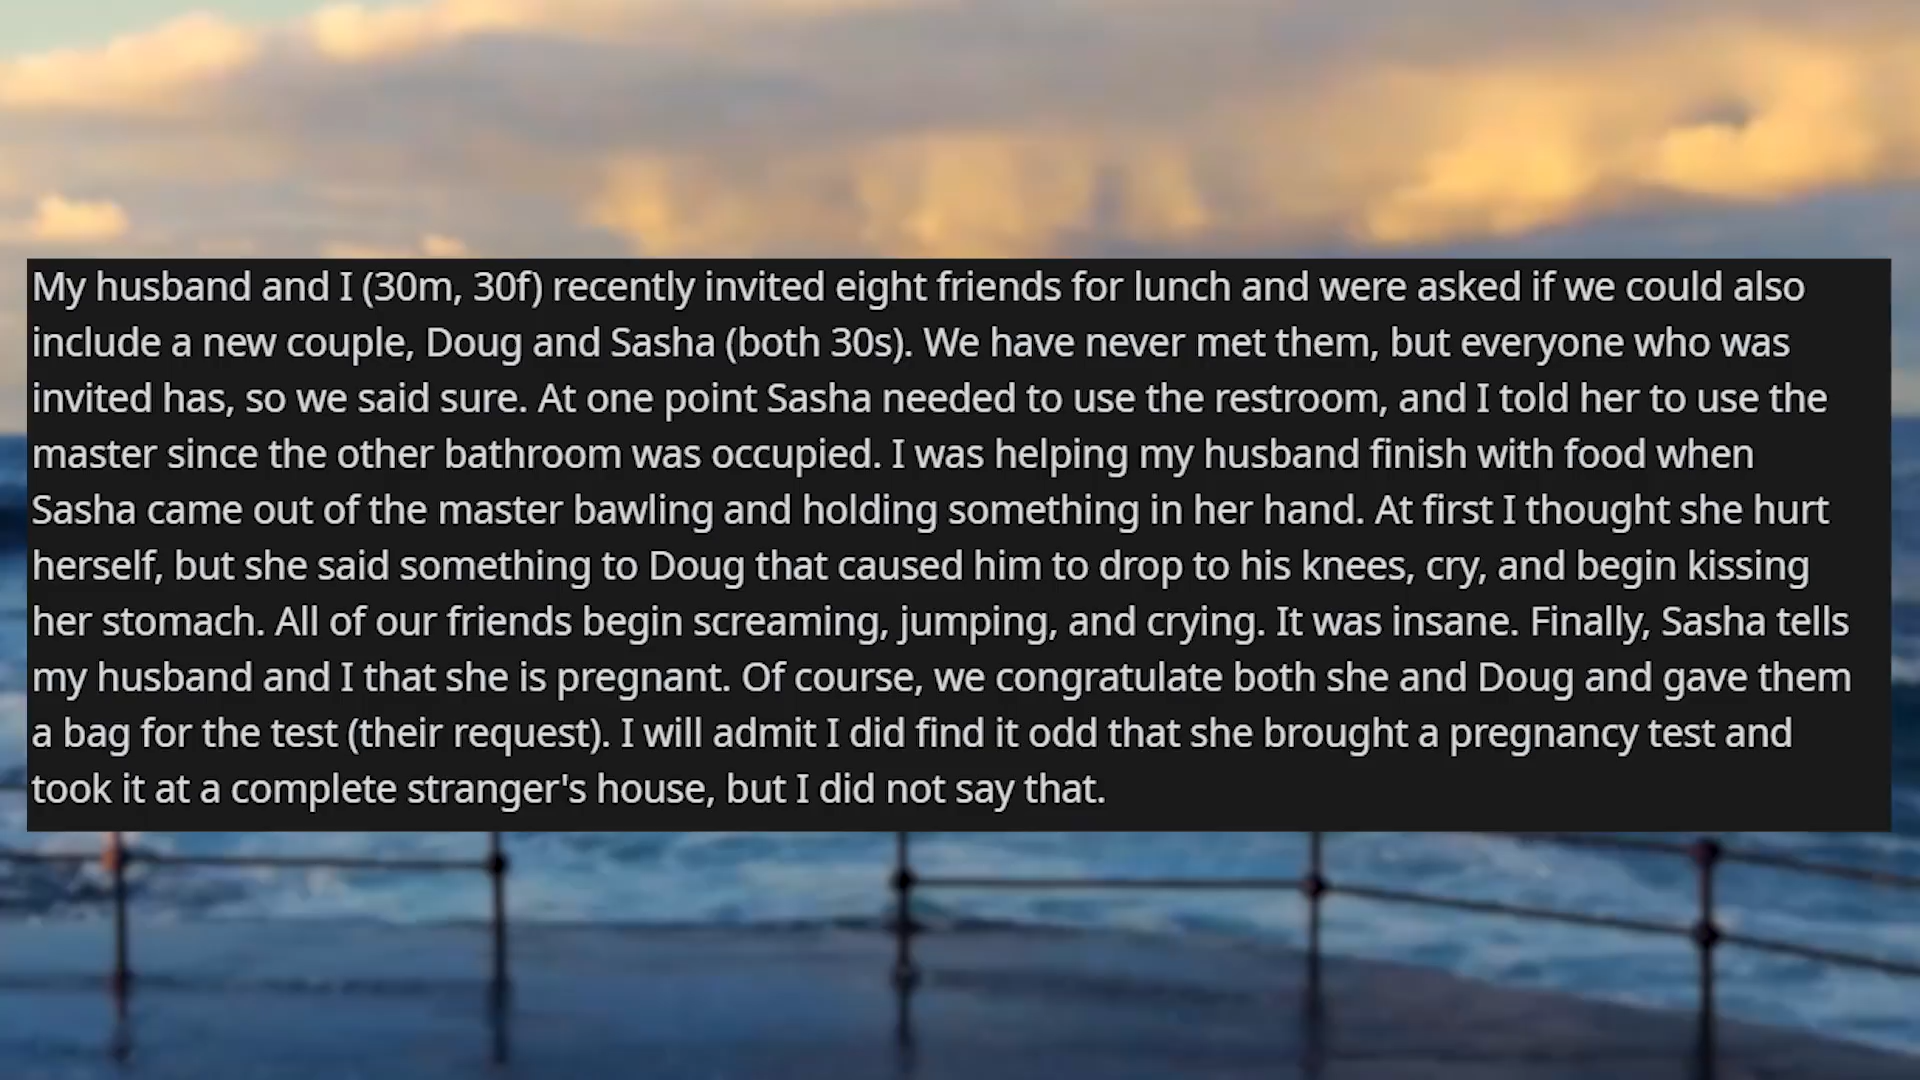 My husband and I (30m, 30f) recently invited eight friends for lunch and were asked if we could also
include a new couple, Doug and Sasha (both 30s). We have never met them, but everyone who was
invited has, so we said sure. At one point Sasha needed to use the restroom, and I told her to use the
master since the other bathroom was occupied. I was helping my husband finish with food when
Sasha came out of the master bawling and holding something in her hand. At first I thought she hurt
herself, but she said something to Doug that caused him to drop to his knees, cry, and begin kissing
her stomach. All of our friends begin screaming, jumping, and crying. It was insane. Finally, Sasha tells
my husband and I that she is pregnant. Of course, we congratulate both she and Doug and gave them
a bag for the test (their request). I will admit I did find it odd that she brought a pregnancy test and
took it at a complete stranger's house, but I did not say that.